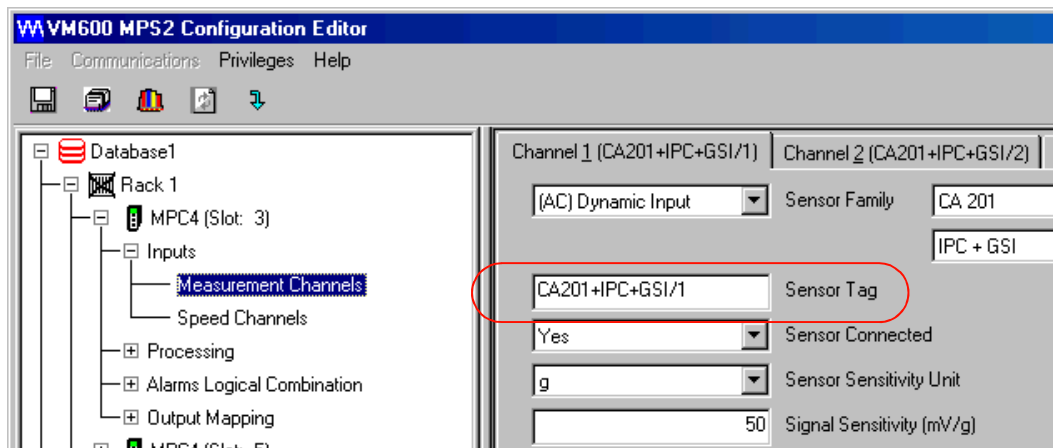 VM600 MPS2 Configuration Editor
File Communications Privileges Help
Database1
Rack 1
MPC4 (Slot: 3)
Inputs
Measurement Channels
Speed Channels
Processing
Alarms Logical Combination
Output Mapping
MPC4 (Slot: 5)
Channel 1 (CA201+IPC+GSI/1) Channel 2 (CA201+IPC+GSI/2)
(AC) Dynamic Input Sensor Family CA 201
IPC + GSI
CA201+IPC+GSI/1 Sensor Tag
Yes Sensor Connected
g Sensor Sensitivity Unit
50 Signal Sensitivity (mV/g)